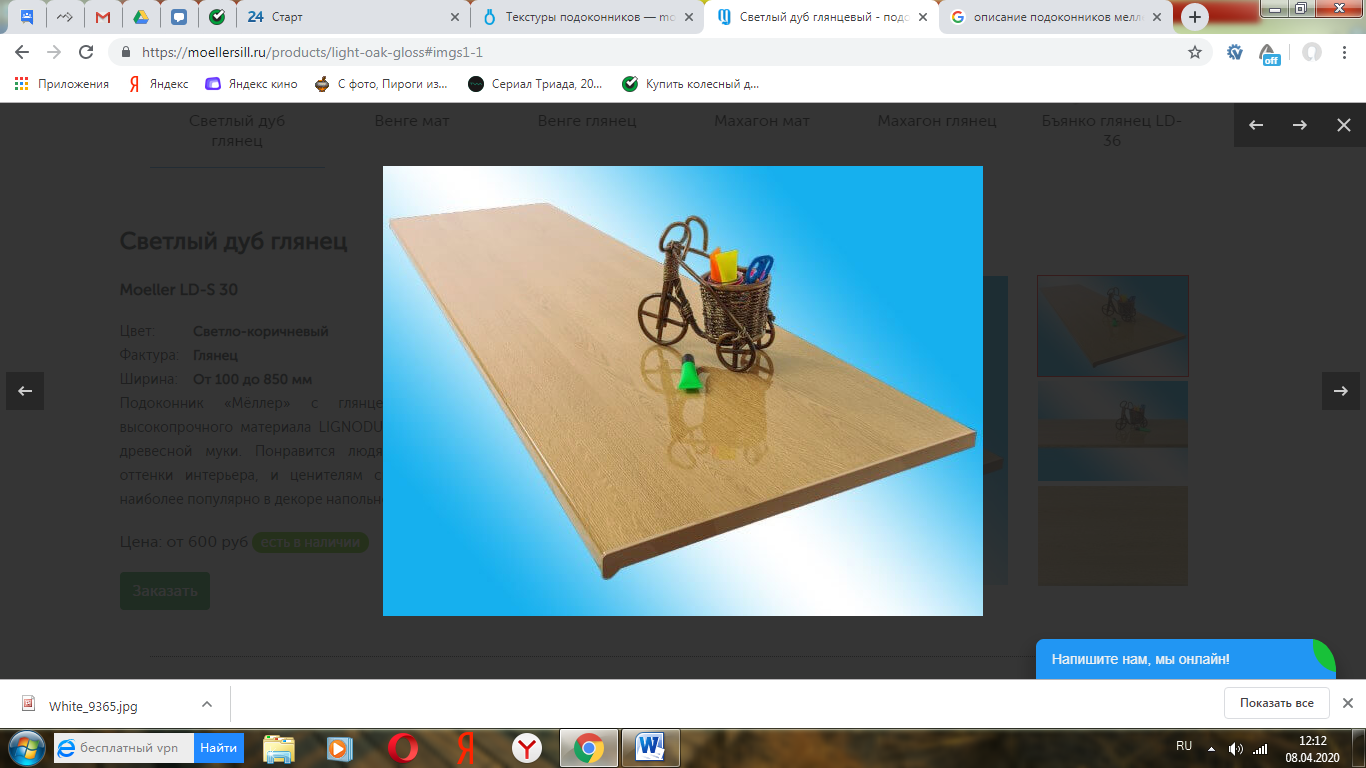 24 Старт
Текстуры подоконников — mo
Светлый дуб глянцевый - подо
описание подоконников мелл
https://moellersill.ru/products/light-oak-gloss#imgs1-1
off
Приложения
Яндекс
Яндекс кино
С фото, Пироги из...
Сериал Триада, 20...
Купить колесный д...
Светлый дуб глянец
Венге мат
Венге глянец
Махагон мат
Махагон глянец
Бъянко глянец LD-36
Светлый дуб глянец
Moeller LD-S 30
Цвет: Светло-коричневый
Фактура: Глянец
Ширина: От 100 до 850 мм
Подоконник «Мёллер» с глянце
высокопрочного материала LIGNODU
древесной муки. Понравится людя
оттенки интерьера, и ценителям с
наиболее популярно в декоре наполь
Цена: от 600 руб есть в наличии
Заказать
Напишите нам, мы онлайн!
White_9365.jpg
Показать все
бесплатный vpn Найти
RU
12:12
08.04.2020